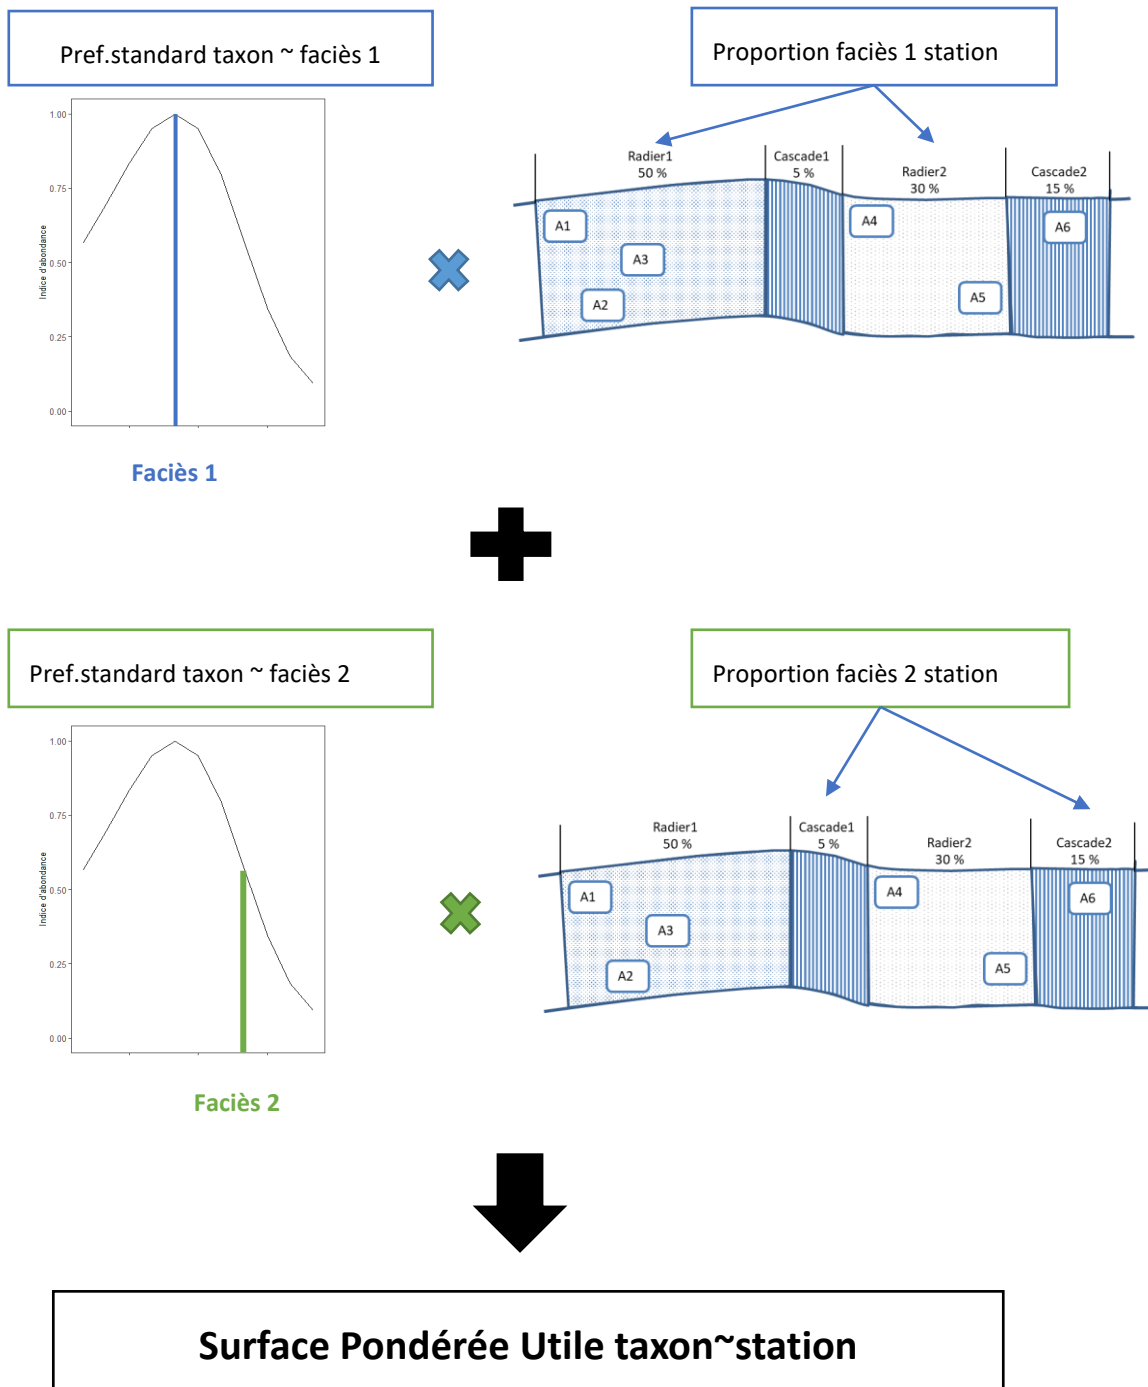 Pref.standard taxon ~ faciès 1
Proportion faciès 1 station
1.00
0.75
0.50
0.25
0.00
Indice d'abondance
Faciès 1
Radier1
50 %
Cascade1
5 %
Radier2
30 %
Cascade2
15 %
A1
A3
A2
A4
A5
A6
Pref.standard taxon ~ faciès 2
Proportion faciès 2 station
1.00
0.75
0.50
0.25
0.00
Indice d'abondance
Faciès 2
Radier1
50 %
Cascade1
5 %
Radier2
30 %
Cascade2
15 %
A1
A3
A2
A4
A5
A6
Surface Pondérée Utile taxon~station